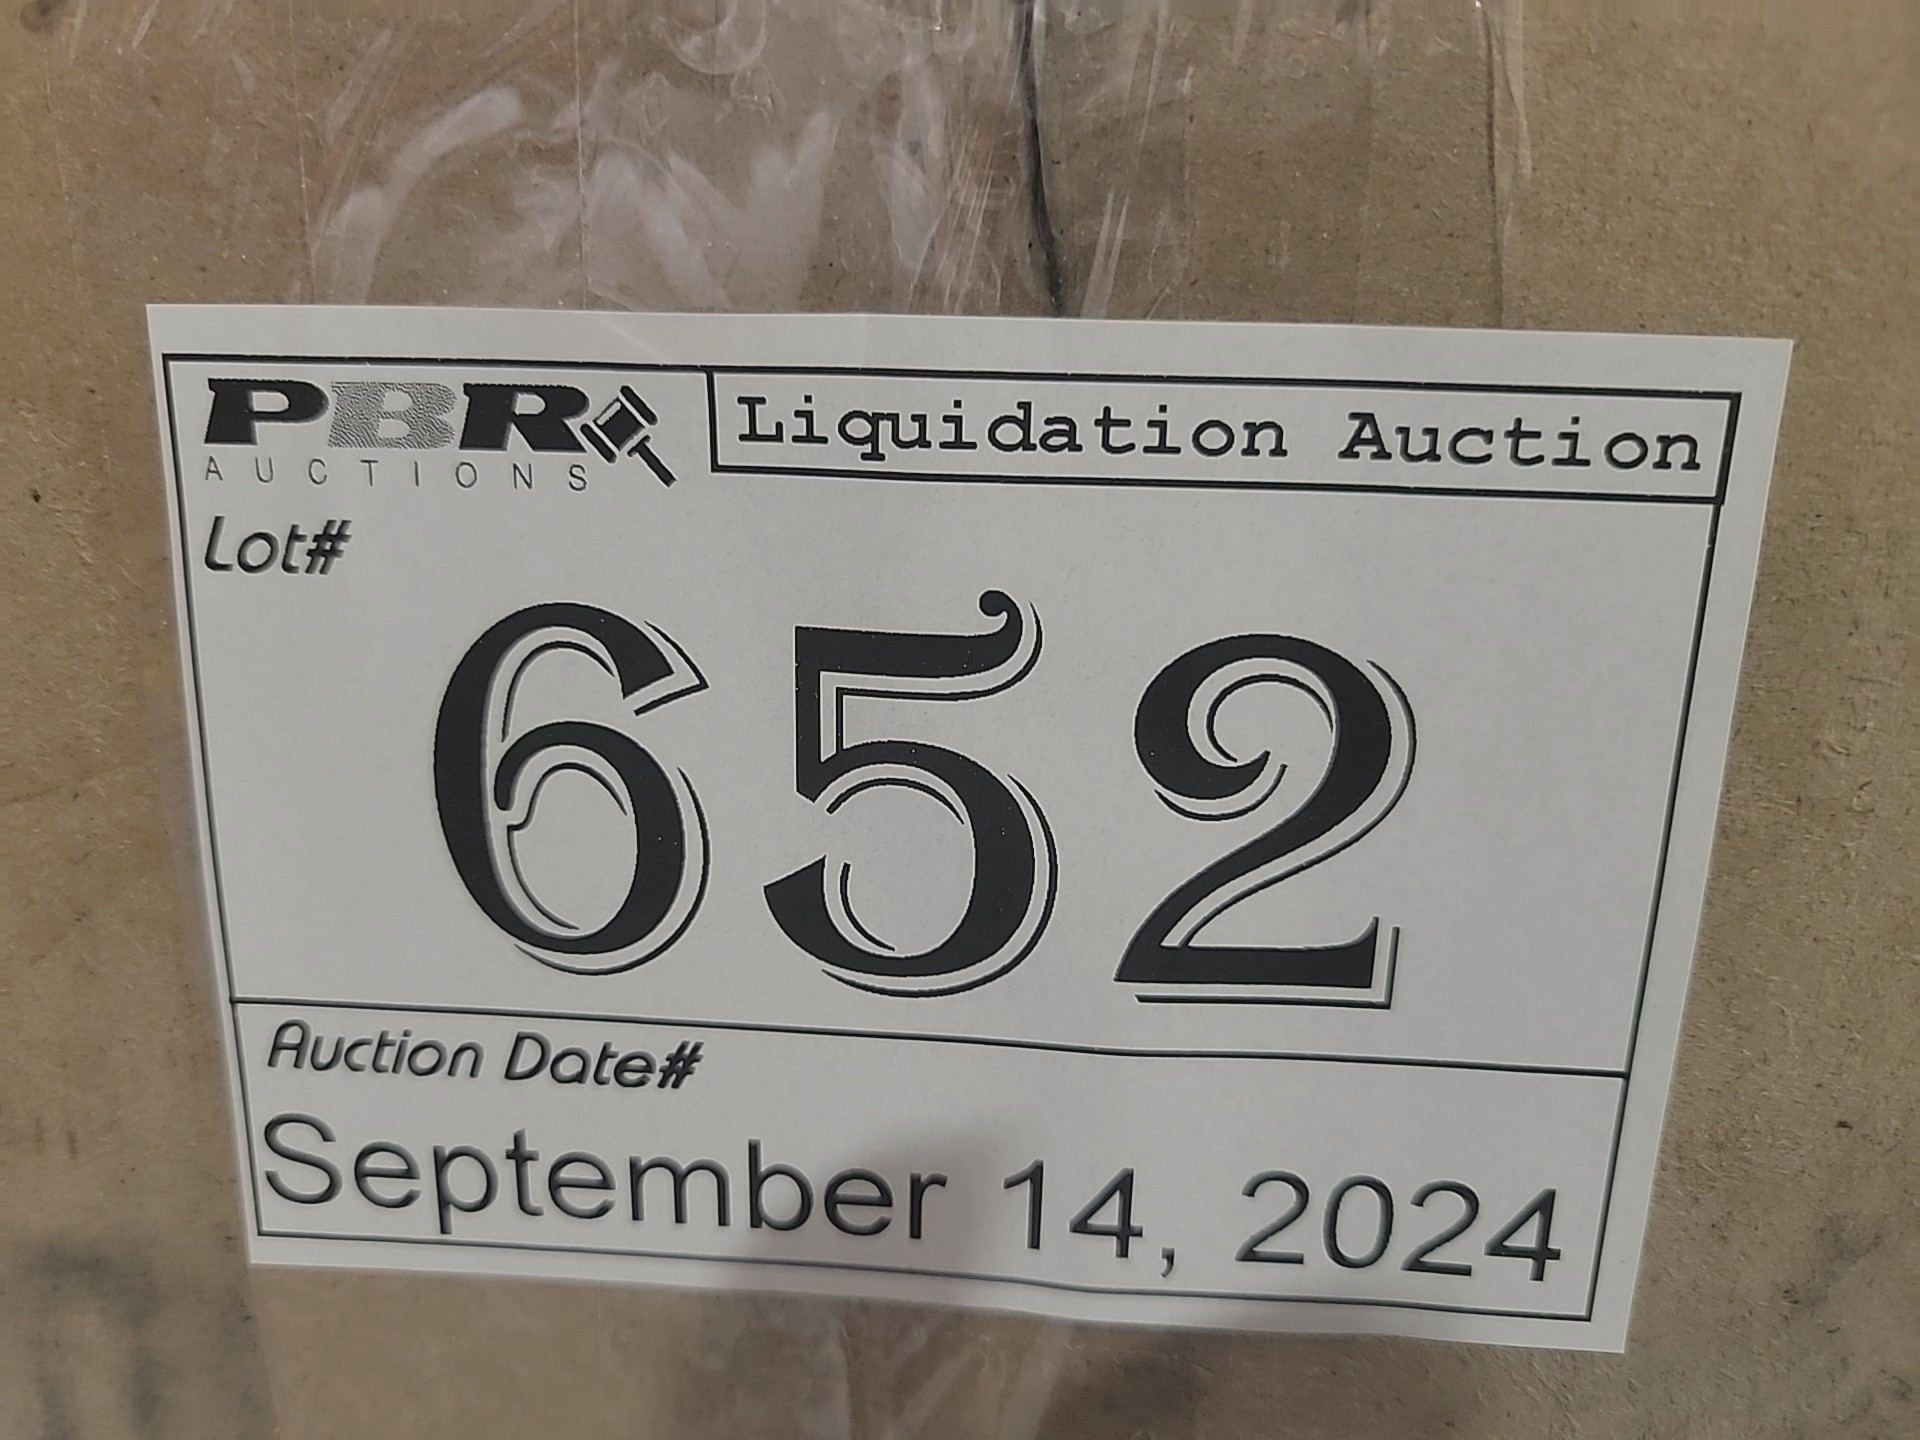 PBR
AUCTIONS
Liquidation Auction
Lot#
652
Auction Date#
September 14, 2024